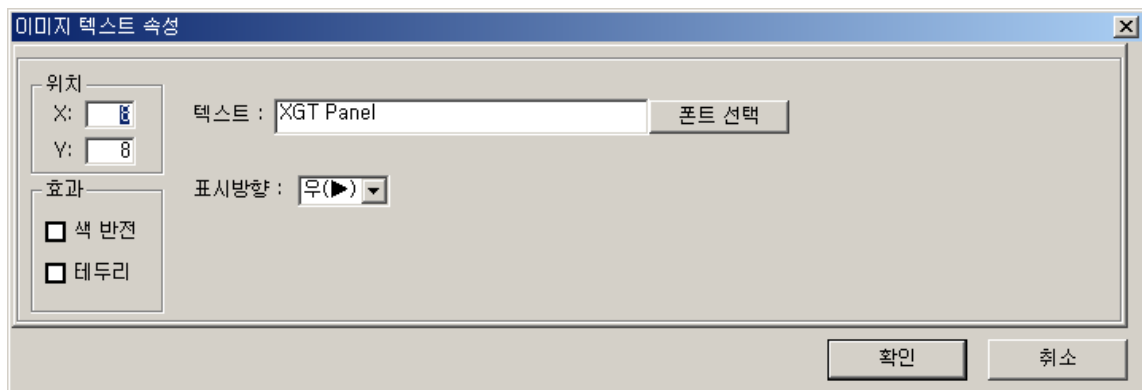 이미지 텍스트 속성
위치
X: 8
Y: 8
텍스트 : XGT Panel 폰트 선택
효과
표시방향 : 우(▶)
색 반전
테두리
확인 취소